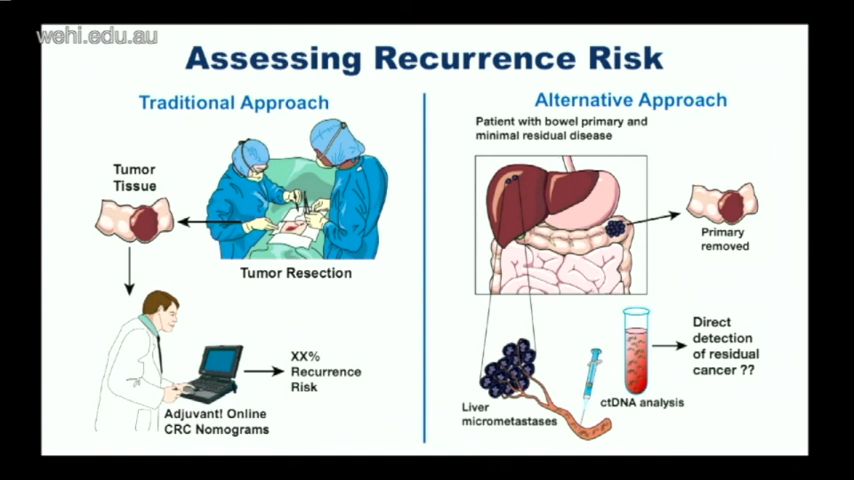 wehi.edu.au
Assessing Recurrence Risk
Traditional Approach
Tumor
Tissue
Tumor Resection
XX%
Recurrence
Risk
Adjuvant! Online
CRC Nomograms
Alternative Approach
Patient with bowel primary and
minimal residual disease
Primary
removed
Direct
detection
of residual
cancer ??
ctDNA analysis
Liver
micrometastases